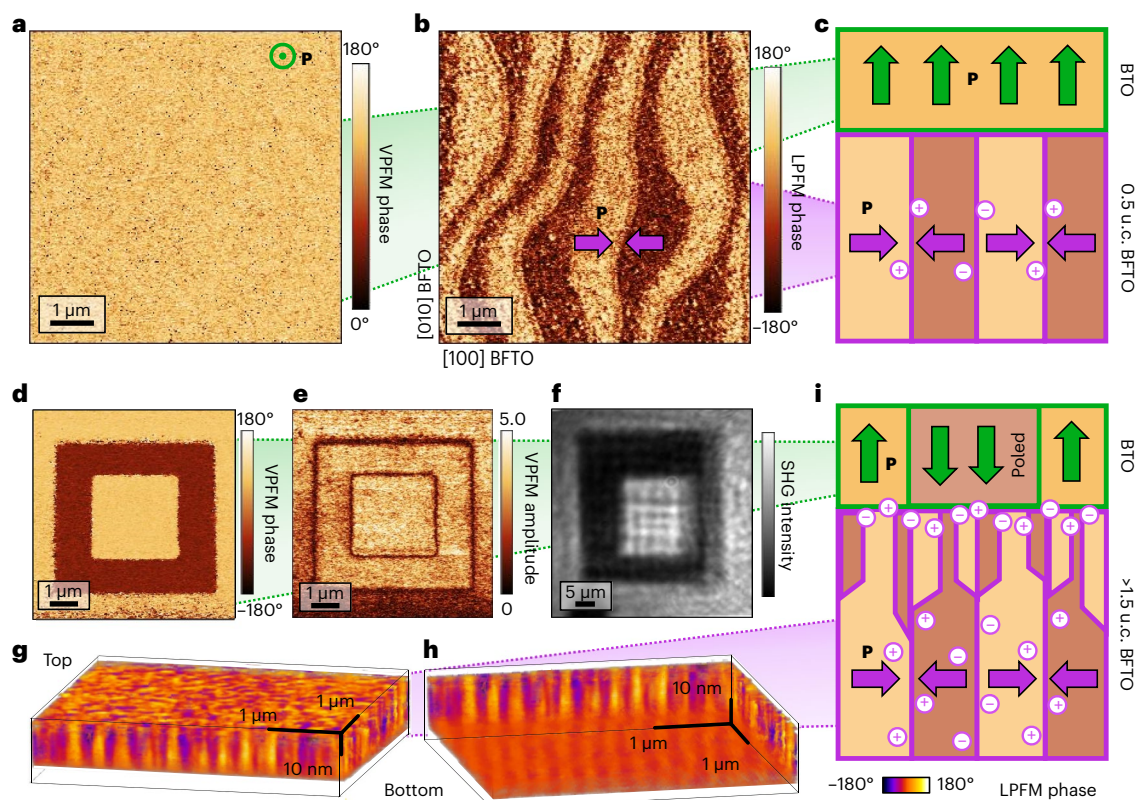 a
180°
P
VPFM phase
1 µm
0°
b
180°
P
LPFM phase
1 µm
–180°
[010] BFTO
[100] BFTO
c
P
BTO
P
0.5 u.c. BFTO
+
–
+
+
–
+
d
180°
VPFM phase
1 µm
–180°
e
5.0
VPFM amplitude
1 µm
0
f
SHG intensity
5 µm
g
Top
1 µm
1 µm
10 nm
h
10 nm
1 µm
1 µm
Bottom
i
P
Poled
BTO
– + – + – + – + – + –
+
–
+
+
–
+
P
>1.5 u.c. BFTO
+
–
+
+
–
–180°
180°
LPFM phase